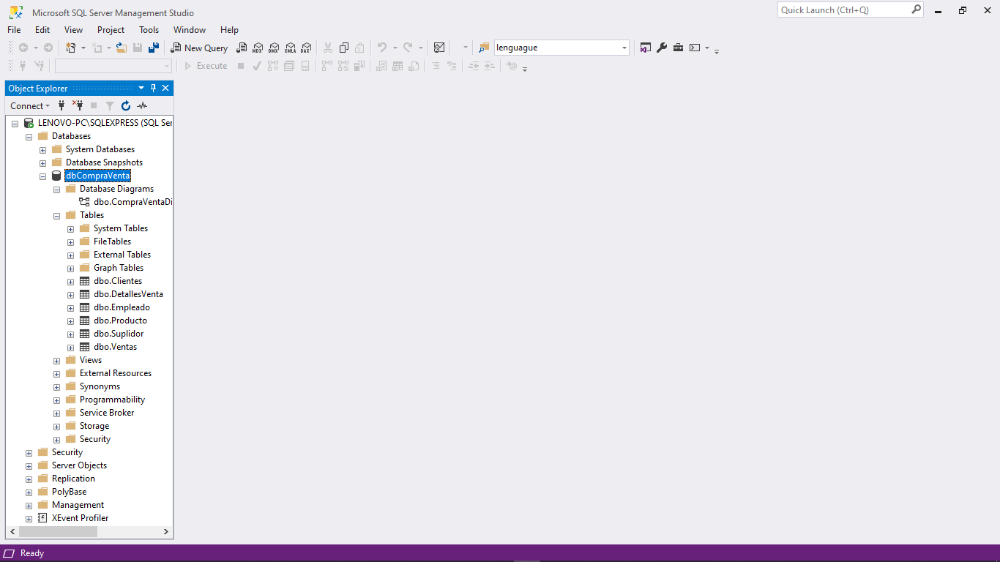 Microsoft SQL Server Management Studio
Quick Launch (Ctrl+Q)
File Edit View Project Tools Window Help
New Query MDX DMX XMLA DAX lenguague
Execute
Object Explorer
Connect
LENOVO-PC\SQLEXPRESS (SQL Ser
Databases
System Databases
Database Snapshots
dbCompraVenta
Database Diagrams
dbo.CompraVentaDi
Tables
System Tables
FileTables
External Tables
Graph Tables
dbo.Clientes
dbo.DetallesVenta
dbo.Empleado
dbo.Producto
dbo.Suplidor
dbo.Ventas
Views
External Resources
Synonyms
Programmability
Service Broker
Storage
Security
Security
Server Objects
Replication
PolyBase
Management
XEvent Profiler
Ready